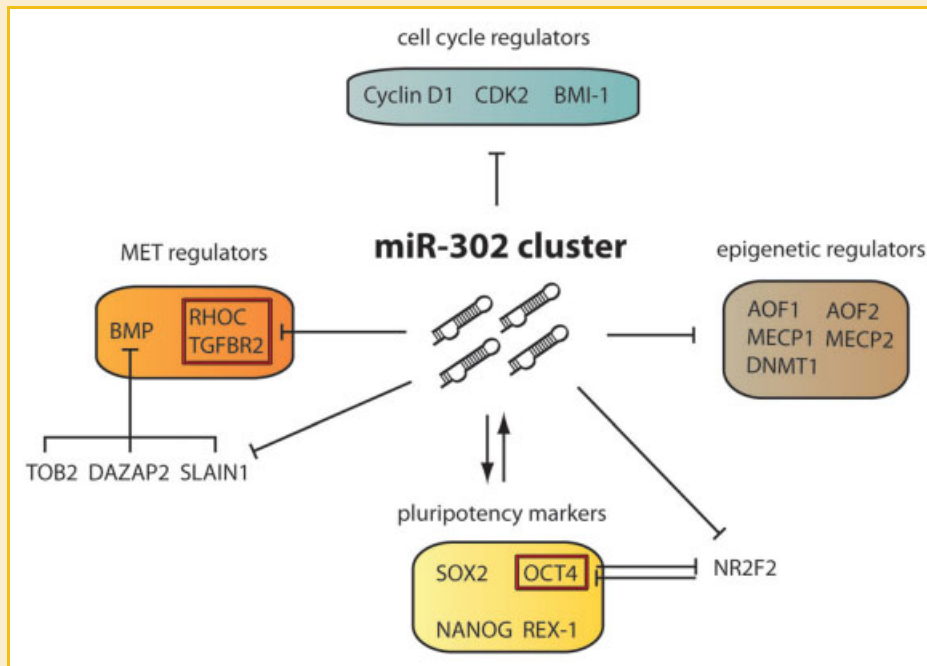 cell cycle regulators
Cyclin D1 CDK2 BMI-1
miR-302 cluster
MET regulators
BMP
RHOC
TGFBR2
epigenetic regulators
AOF1 AOF2
MECP1 MECP2
DNMT1
TOB2 DAZAP2 SLAIN1
pluripotency markers
SOX2 OCT4
NANOG REX-1
NR2F2